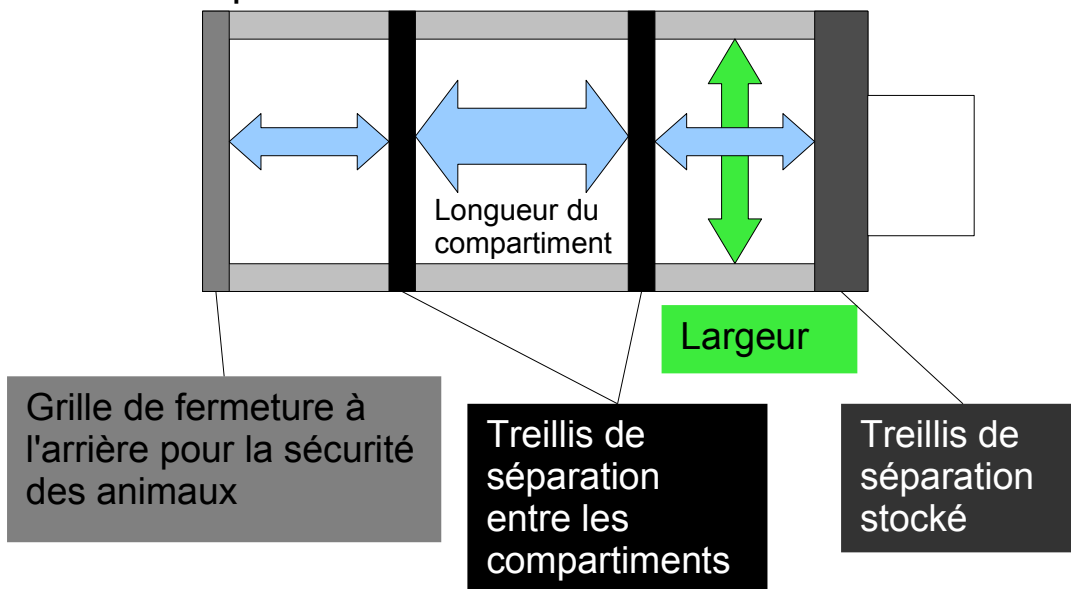 Longueur du
compartiment
Largeur
Grille de fermeture à
l'arrière pour la sécurité
des animaux
Treillis de
séparation
entre les
compartiments
Treillis de
séparation
stocké